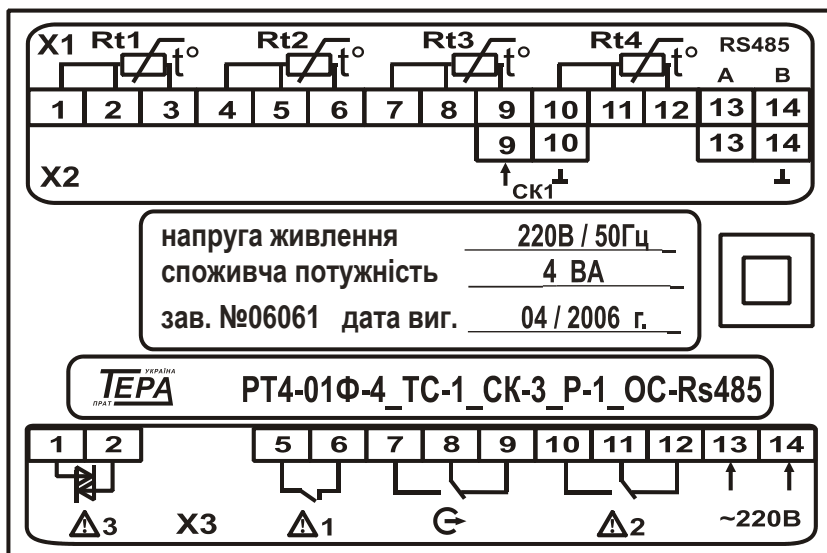 X1 Rt1 t° Rt2 t° Rt3 t° Rt4 t° RS485
A B
1 2 3 4 5 6 7 8 9 10 11 12 13 14
9 10 13 14
X2
СК1
напруга живлення 220В / 50Гц
споживча потужність 4 ВА
зав. №06061 дата виг. 04 / 2006 г.
УКРАЇНА
ТЕРА РТ4-01Ф-4_ТС-1_СК-3_Р-1_ОС-Rs485
ПРАТ
1 2 5 6 7 8 9 10 11 12 13 14
3 X3 1 2 ~220В